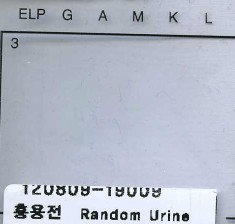 ELP G A M K L
3
120809-19009
홍용전 Random Urine